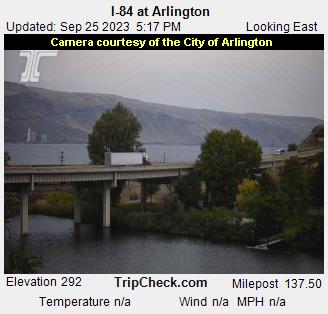 I-84 at Arlington
Updated: Sep 25 2023 5:17 PM Looking East
Camera courtesy of the City of Arlington
Elevation 292 TripCheck.com Milepost 137.50
Temperature n/a Wind n/a MPH n/a